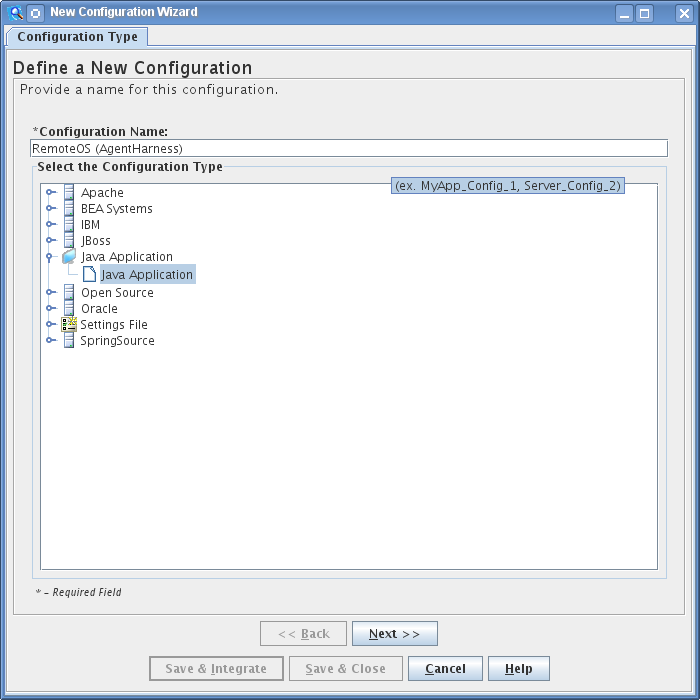 New Configuration Wizard
Configuration Type
Define a New Configuration
Provide a name for this configuration.
*Configuration Name:
RemoteOS (AgentHarness)
Select the Configuration Type
(ex. MyApp_Config_1, Server_Config_2)
Apache
BEA Systems
IBM
JBoss
Java Application
Java Application
Open Source
Oracle
Settings File
SpringSource
* – Required Field
<< Back Next >>
Save & Integrate Save & Close Cancel Help